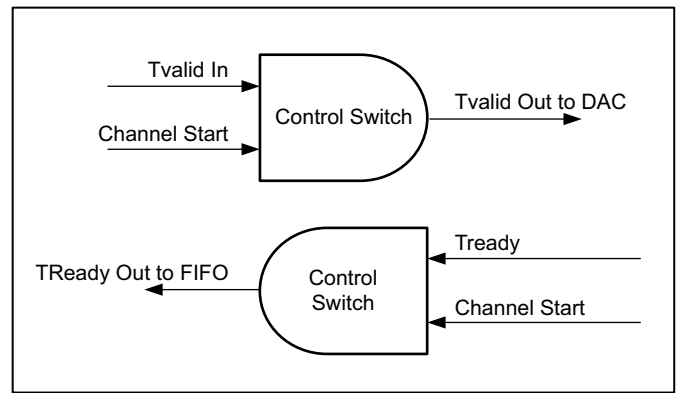 Tvalid In
Control Switch
Tvalid Out to DAC
Channel Start
Tready
TReady Out to FIFO
Control
Switch
Channel Start